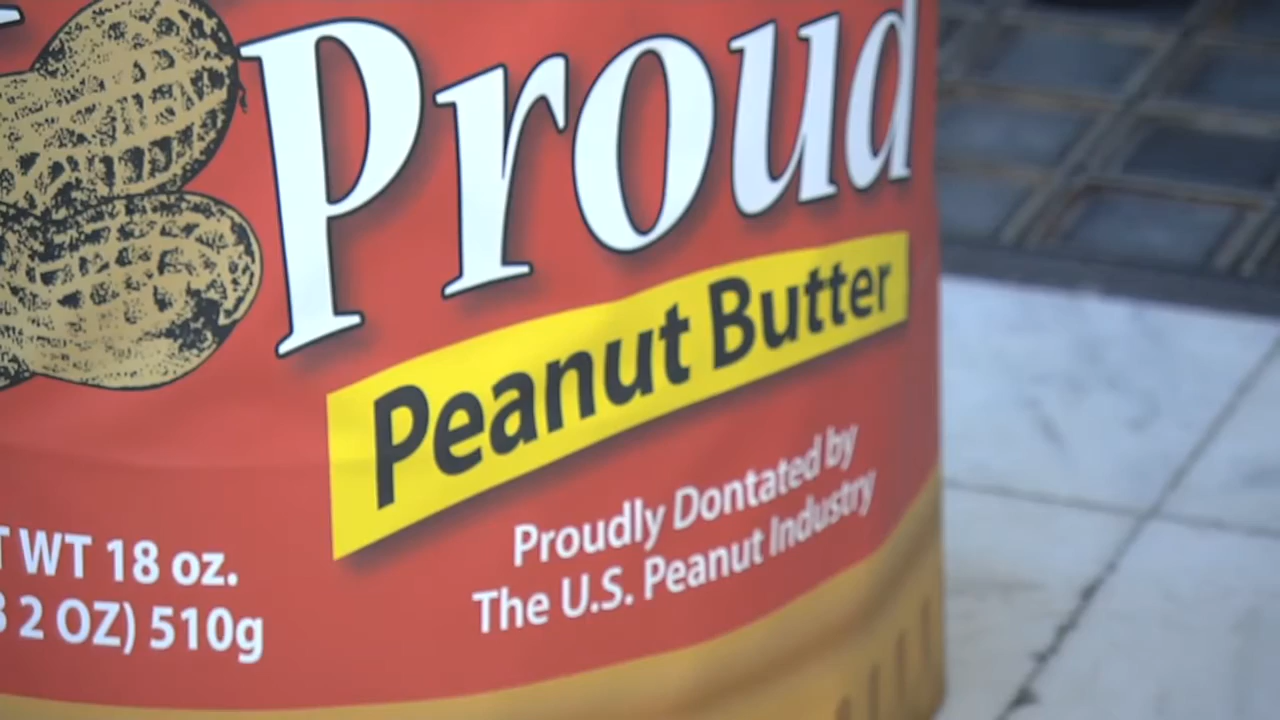 Proud
Peanut Butter
Proudly Dontated by
The U.S. Peanut Industry
WT 18 oz.
2 OZ) 510g